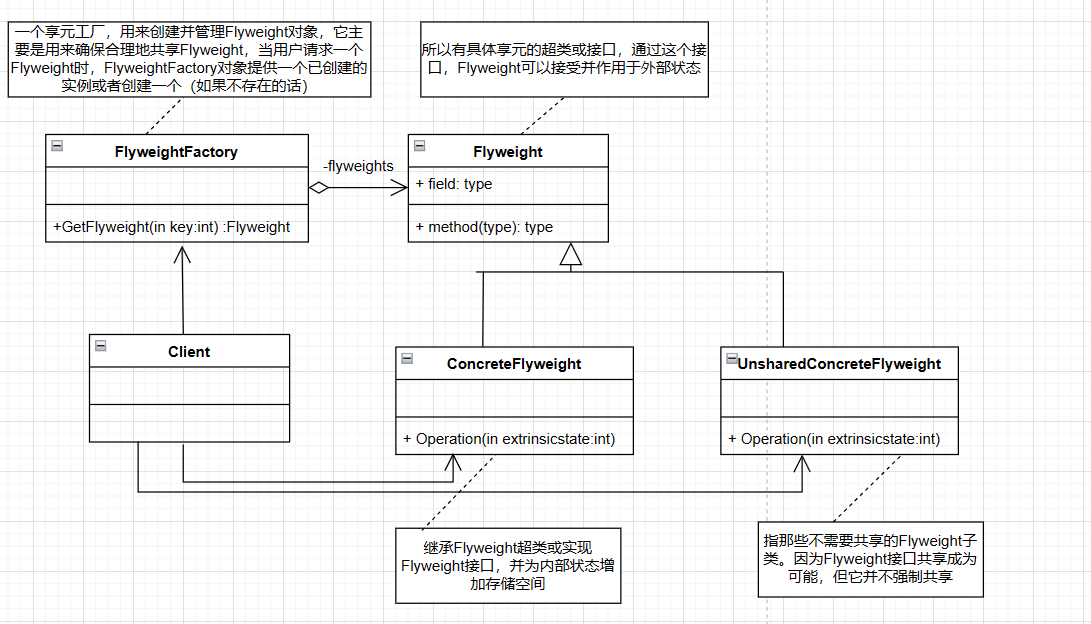 一个享元工厂，用来创建并管理Flyweight对象，它主
要是用来确保合理地共享Flyweight，当用户请求一个
Flyweight时，FlyweightFactory对象提供一个已创建的
实例或者创建一个（如果不存在的话）
所以有具体享元的超类或接口，通过这个接
口，Flyweight可以接受并作用于外部状态
FlyweightFactory
+GetFlyweight(in key:int) :Flyweight
-flyweights
Flyweight
+ field: type
+ method(type): type
Client
ConcreteFlyweight
+ Operation(in extrinsicstate:int)
UnsharedConcreteFlyweight
+ Operation(in extrinsicstate:int)
继承Flyweight超类或实现
Flyweight接口，并为内部状态增
加存储空间
指那些不需要共享的Flyweight子
类。因为Flyweight接口共享成为
可能，但它并不强制共享